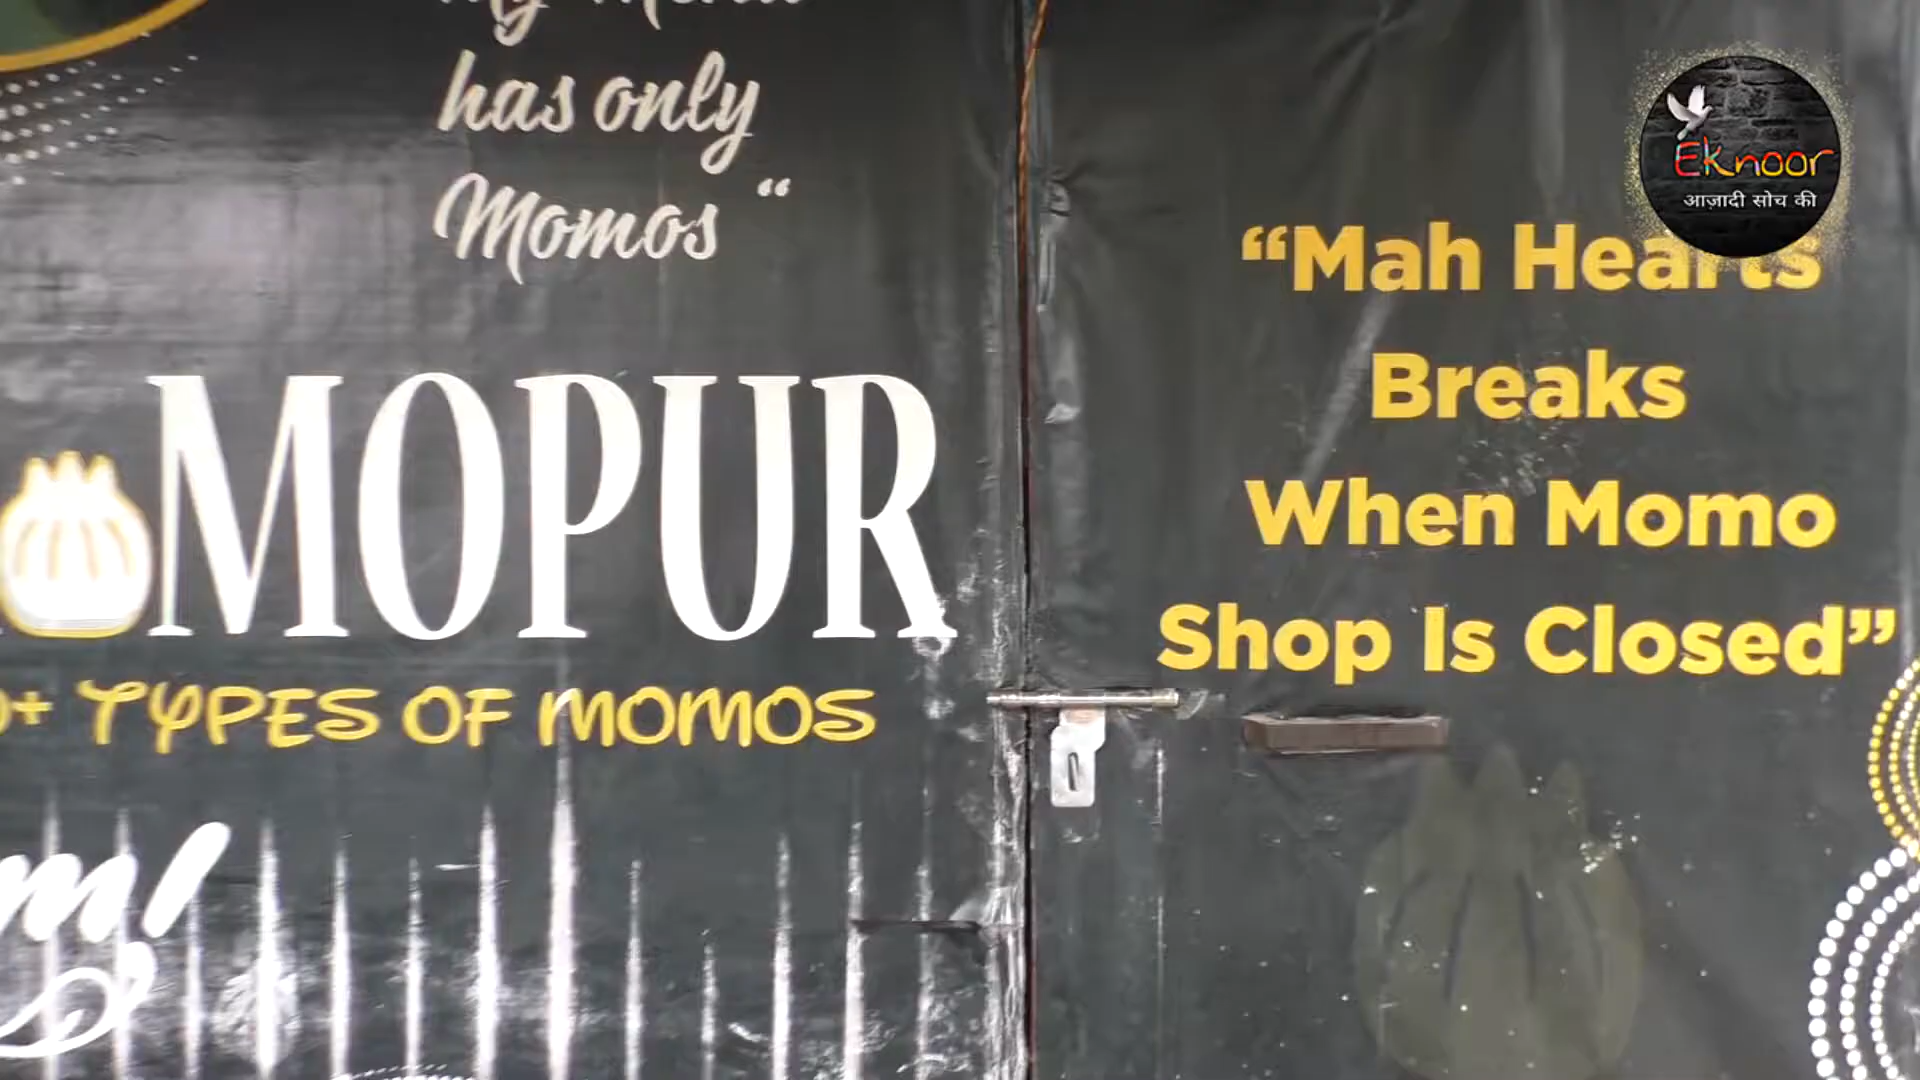 has only
Momos “
MOPUR
+ TYPES OF MOMOS
“Mah Hearts
Breaks
When Momo
Shop Is Closed”
Eknoor
आज़ादी सोच की